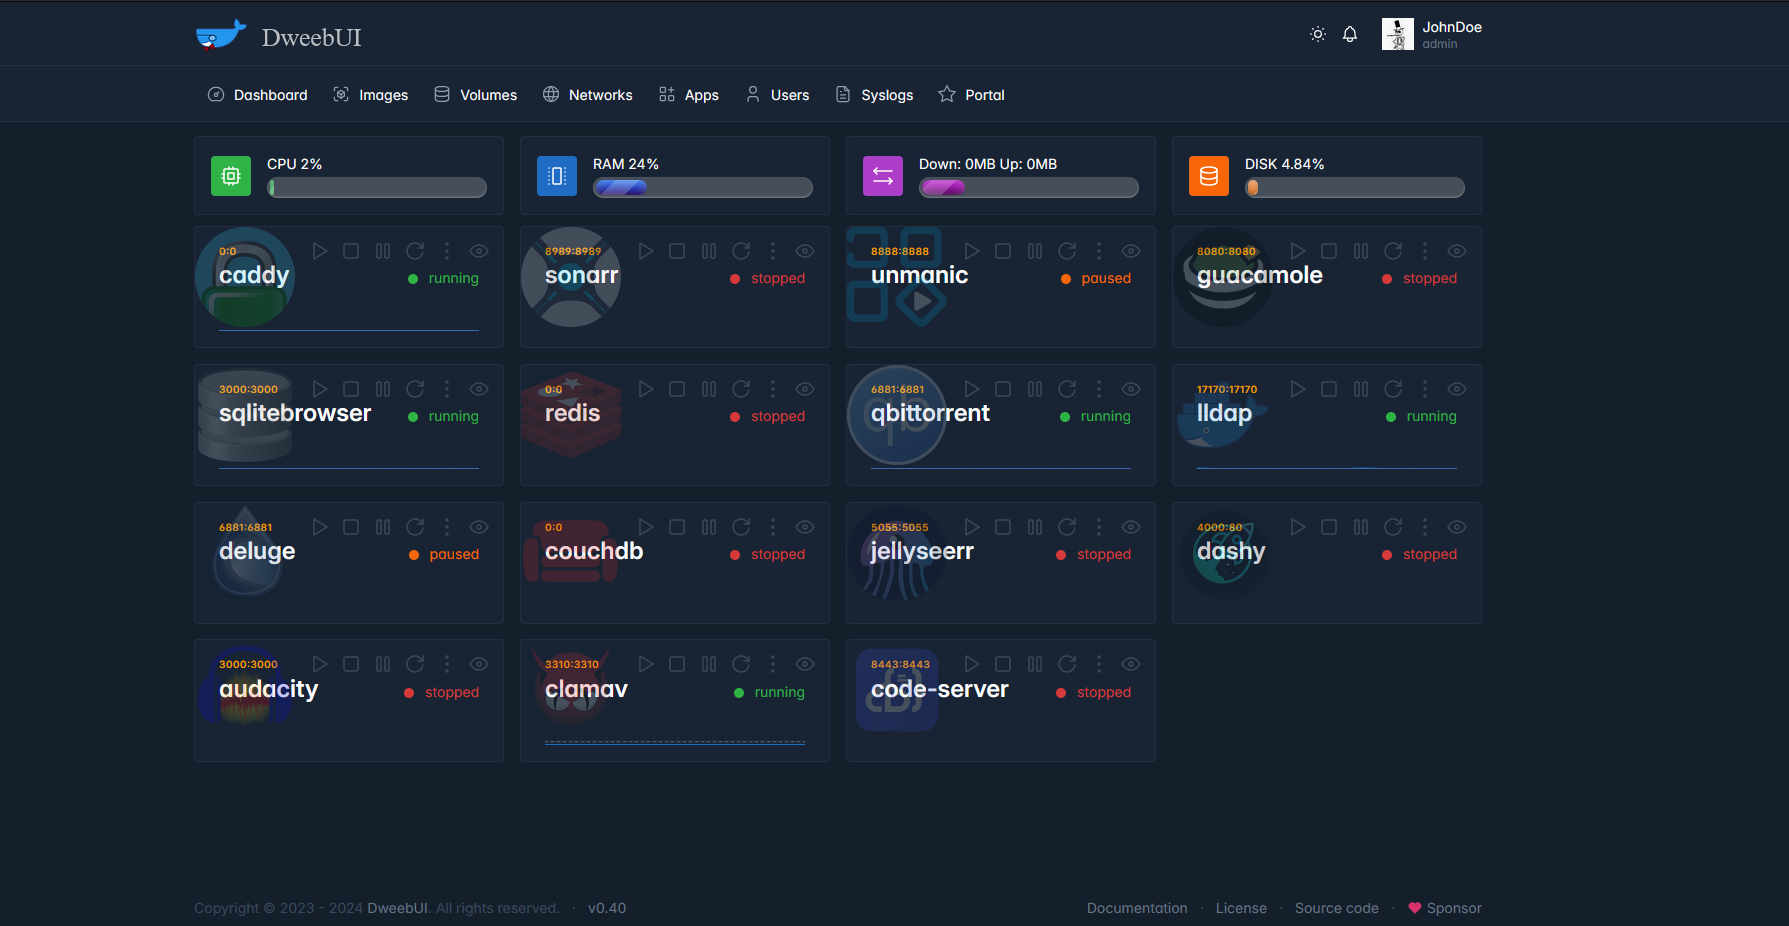 DweebUI
JohnDoe
admin
Dashboard Images Volumes Networks Apps Users Syslogs Portal
CPU 2%
RAM 24%
Down: 0MB Up: 0MB
DISK 4.84%
0:0
caddy
running
8989:8989
sonarr
stopped
8888:8888
unmanic
paused
8080:8080
guacamole
stopped
3000:3000
sqlitebrowser
running
0:0
redis
stopped
6881:6881
qbittorrent
running
17170:17170
lldap
running
6881:6881
deluge
paused
0:0
couchdb
stopped
5055:5055
jellyseerr
stopped
4000:80
dashy
stopped
3000:3000
audacity
stopped
3310:3310
clamav
running
8443:8443
code-server
stopped
Copyright © 2023 - 2024 DweebUI. All rights reserved. · v0.40
Documentation · License · Source code · Sponsor